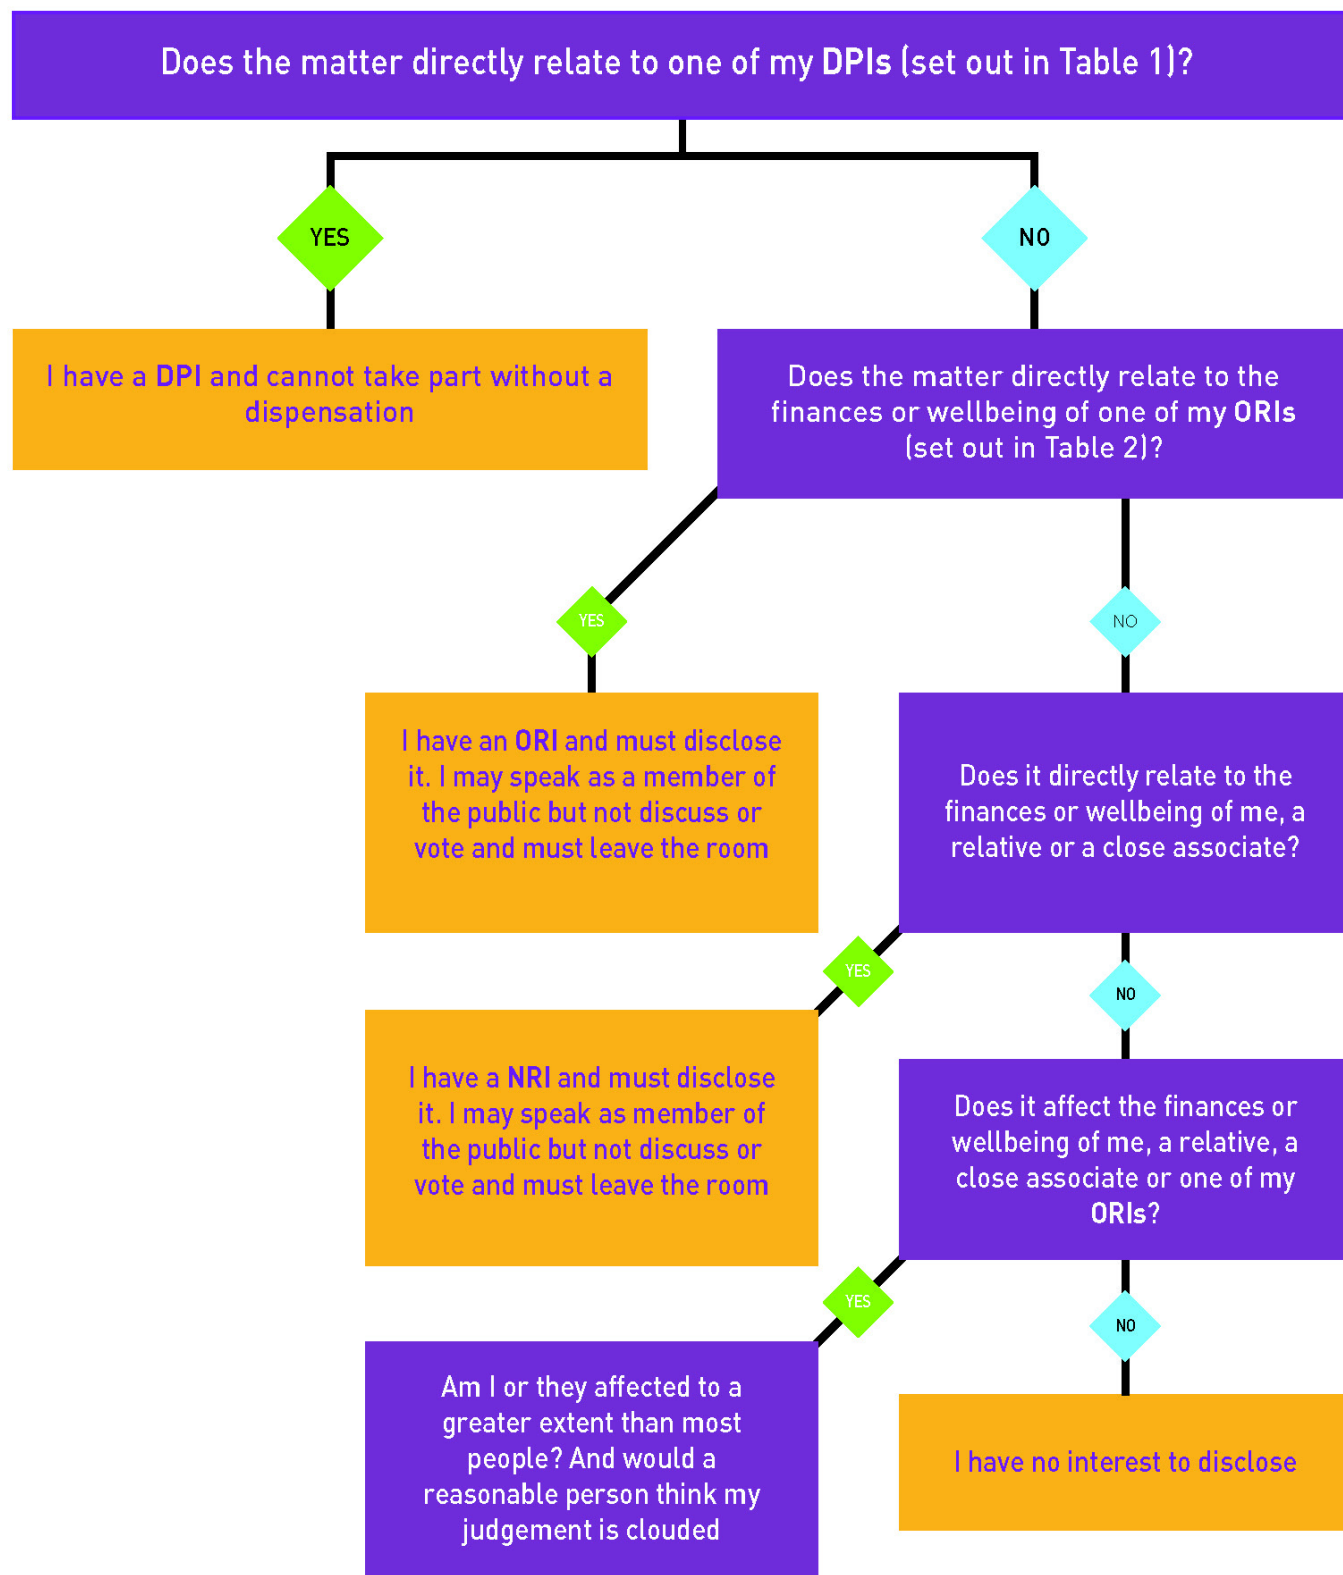 Does the matter directly relate to one of my DPIs (set out in Table 1)?
YES
NO
I have a DPI and cannot take part without a
dispensation
Does the matter directly relate to the
finances or wellbeing of one of my ORIs
(set out in Table 2)?
YES
NO
I have an ORI and must disclose
it. I may speak as a member of
the public but not discuss or
vote and must leave the room
Does it directly relate to the
finances or wellbeing of me, a
relative or a close associate?
YES
NO
I have a NRI and must disclose
it. I may speak as member of
the public but not discuss or
vote and must leave the room
Does it affect the finances or
wellbeing of me, a relative, a
close associate or one of my
ORIs?
YES
NO
Am I or they affected to a
greater extent than most
people? And would a
reasonable person think my
judgement is clouded
I have no interest to disclose